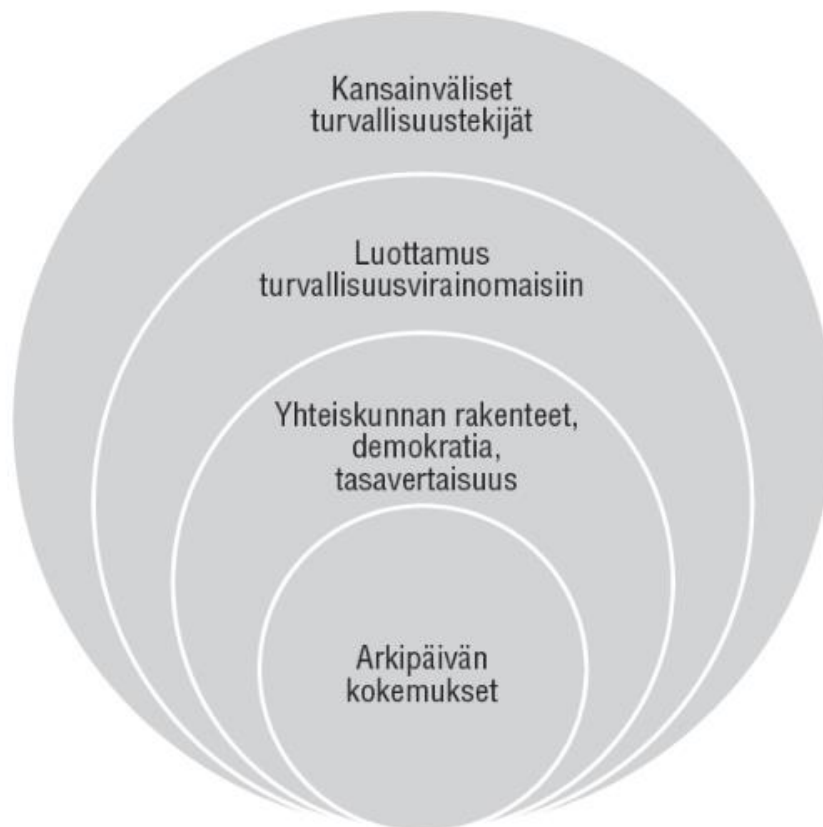 Kansainväliset
turvallisuustekijät
Luottamus
turvallisuusvirainomaisiin
Yhteiskunnan rakenteet,
demokratia,
tasavertaisuus
Arkipäivän
kokemukset